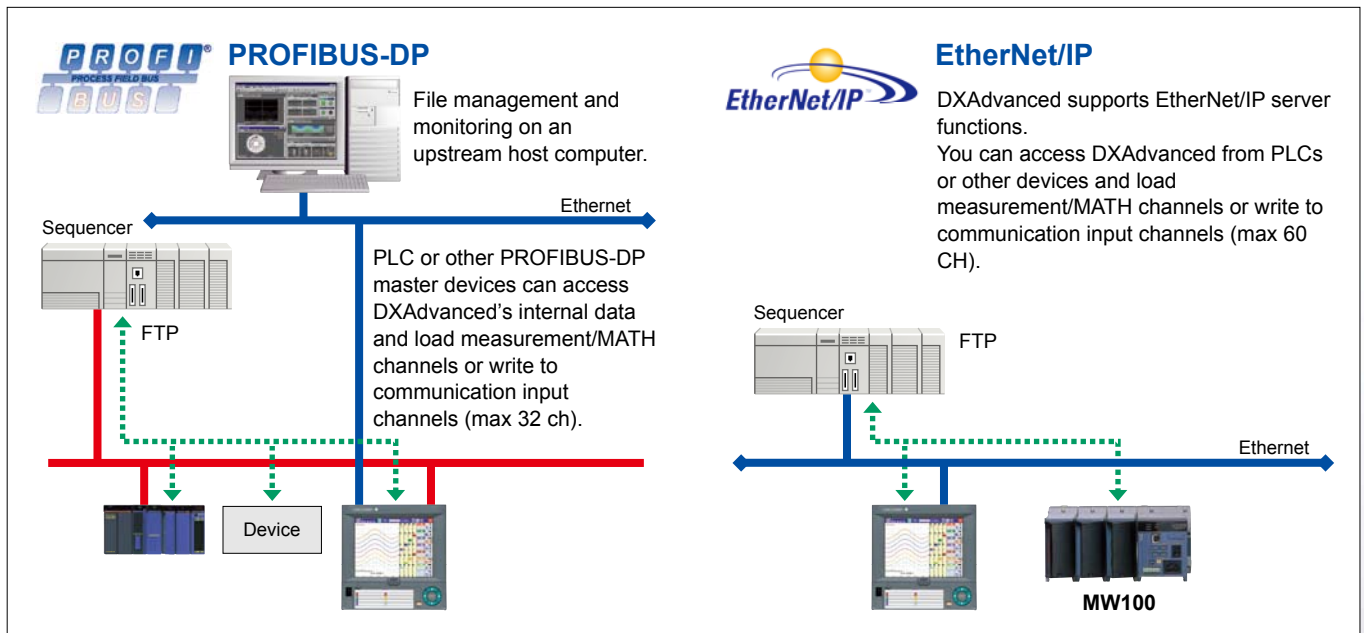 PROFI®
PROCESS FIELD BUS
BUS
PROFIBUS-DP
File management and
monitoring on an
upstream host computer.
Ethernet
Sequencer
PLC or other PROFIBUS-DP
master devices can access
DXAdvanced's internal data
and load measurement/MATH
channels or write to
communication input
channels (max 32 ch).
FTP
Device
EtherNet/IP
EtherNet/IP
DXAdvanced supports EtherNet/IP server
functions.
You can access DXAdvanced from PLCs
or other devices and load
measurement/MATH channels or write to
communication input channels (max 60
CH).
Sequencer
FTP
Ethernet
MW100